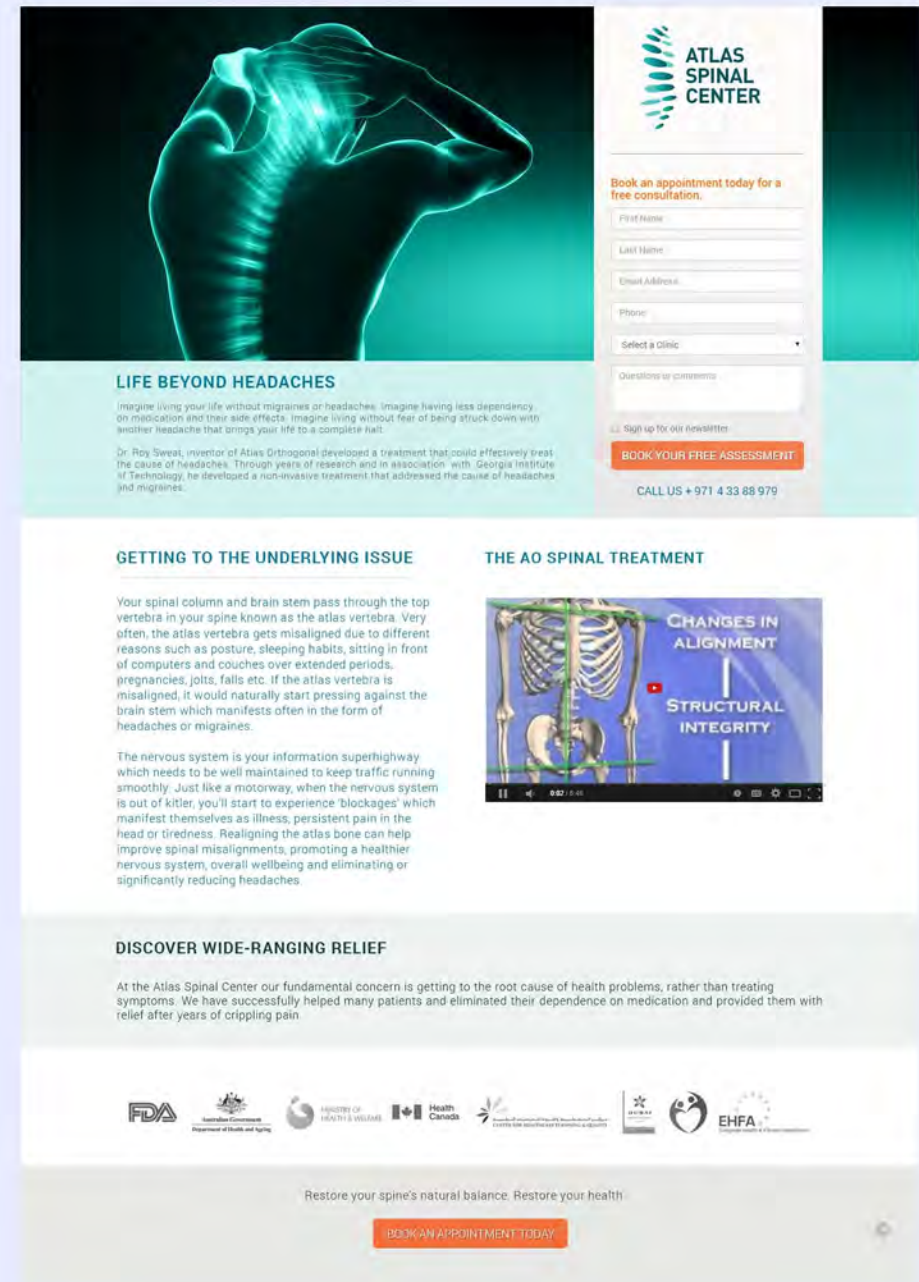 ATLAS
SPINAL
CENTER
Book an appointment today for a
free consultation.
First Name
Last Name
Email Address
Phone
Select a Clinic
Questions or comments
Sign up for our newsletter
BOOK YOUR FREE ASSESSMENT
CALL US + 971 4 33 88 979
LIFE BEYOND HEADACHES
Imagine living your life without migraines or headaches. Imagine having less dependency
on medication and their side effects. Imagine living without fear of being struck down with
another headache that brings your life to a complete halt.
Dr. Roy Sweat, inventor of Atlas Orthogonal developed a treatment that could effectively treat
the cause of headaches. Through years of research and in association with Georgia Institute
of Technology, he developed a non-invasive treatment that addressed the cause of headaches
and migraines.
GETTING TO THE UNDERLYING ISSUE
Your spinal column and brain stem pass through the top
vertebra in your spine known as the atlas vertebra. Very
often, the atlas vertebra gets misaligned due to different
reasons such as posture, sleeping habits, sitting in front
of computers and couches over extended periods,
pregnancies, jolts, falls etc. If the atlas vertebra is
misaligned, it would naturally start pressing against the
brain stem which manifests often in the form of
headaches or migraines.
The nervous system is your information superhighway
which needs to be well maintained to keep traffic running
smoothly. Just like a motorway, when the nervous system
is out of kitler, you'll start to experience 'blockages' which
manifest themselves as illness, persistent pain in the
head or tiredness. Realigning the atlas bone can help
improve spinal misalignments, promoting a healthier
nervous system, overall wellbeing and eliminating or
significantly reducing headaches.
THE AO SPINAL TREATMENT
CHANGES IN
ALIGNMENT
STRUCTURAL
INTEGRITY
0:02 / 0:46
DISCOVER WIDE-RANGING RELIEF
At the Atlas Spinal Center our fundamental concern is getting to the root cause of health problems, rather than treating
symptoms. We have successfully helped many patients and eliminated their dependence on medication and provided them with
relief after years of crippling pain.
FDA
Australian Government
Department of Health and Ageing
MINISTRY OF
HEALTH & WELFARE
Health
Canada
CENTER FOR HEALTHCARE PLANNING & QUALITY
DUBAI
EHFA
Restore your spine's natural balance. Restore your health.
BOOK AN APPOINTMENT TODAY
©